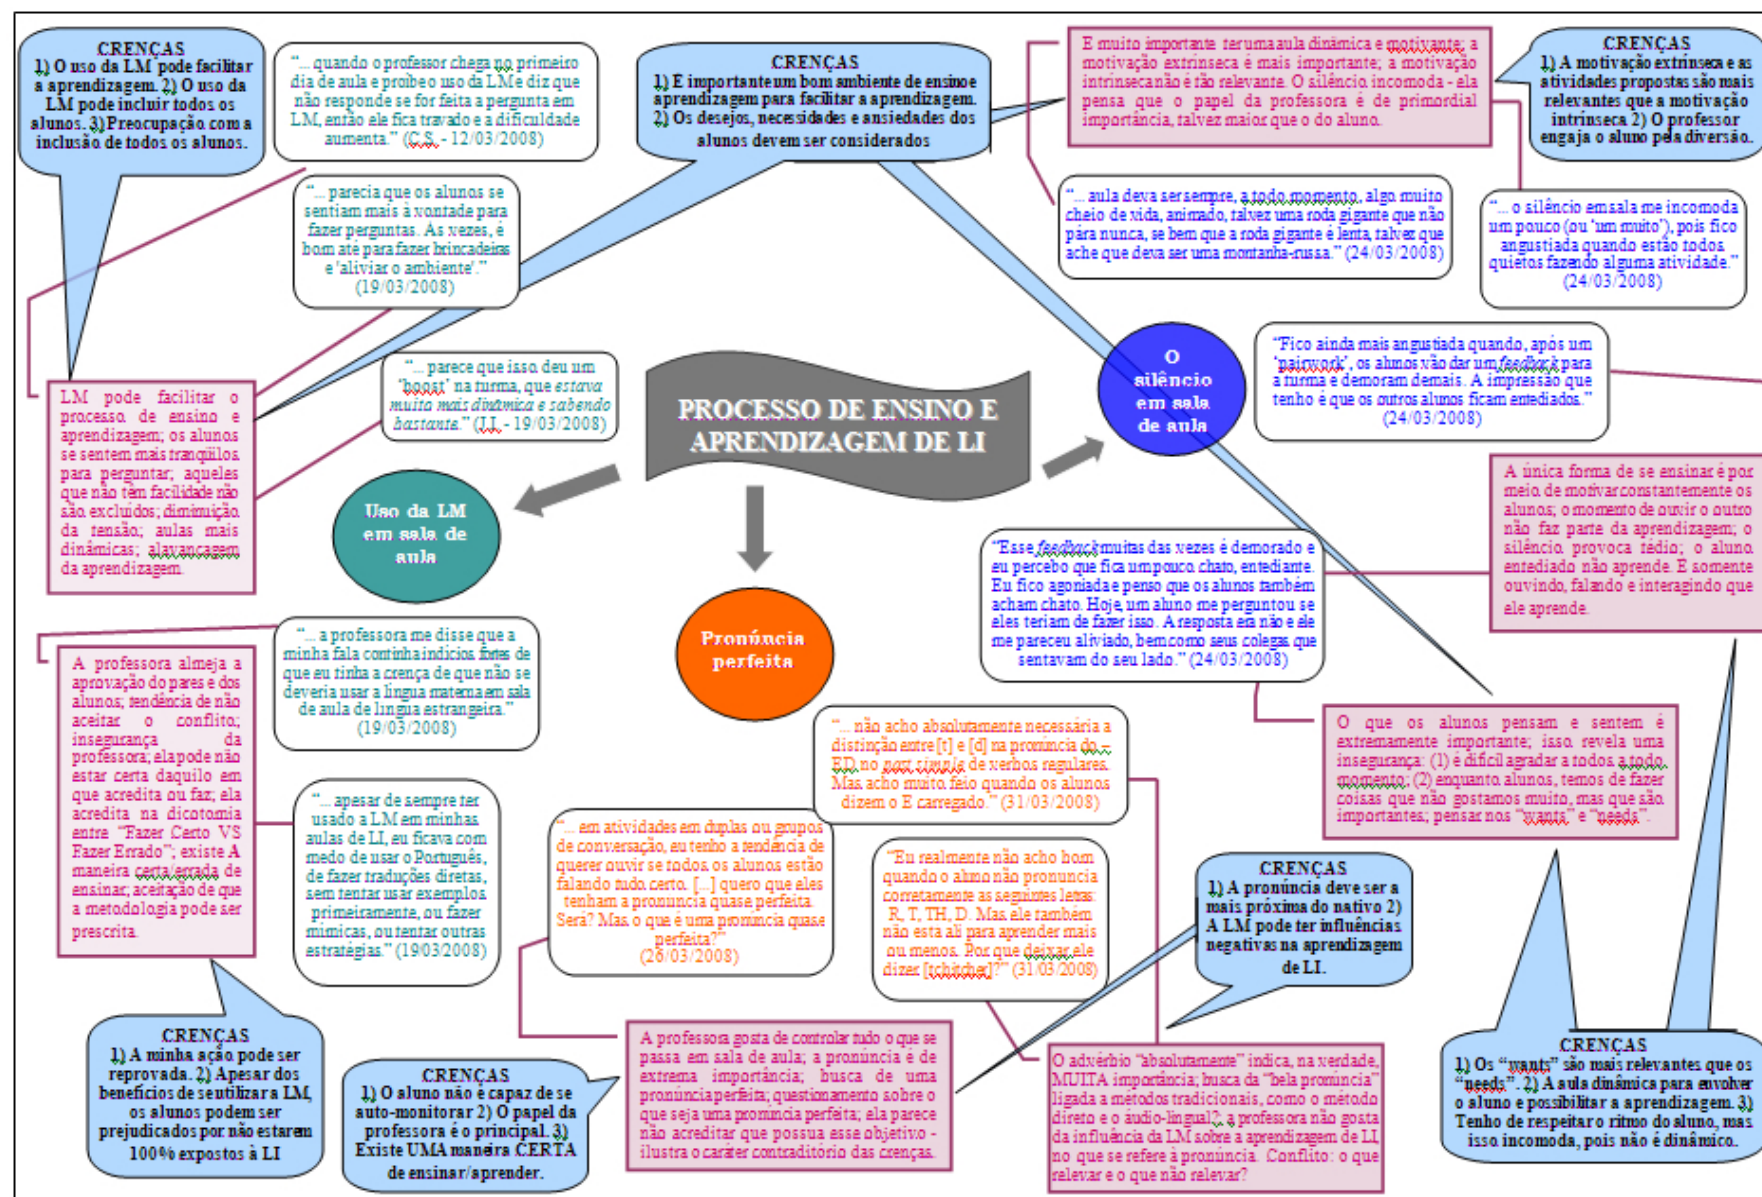 CRENÇAS
1) O uso da LM pode facilitar
a aprendizagem. 2) O uso da
LM pode incluir todos os
alunos. 3) Preocupação com a
inclusão de todos os alunos.
“... quando o professor chega no primeiro
dia de aula e proíbe o uso da LM e diz que
não responde se for feita a pergunta em
LM, então ele fica travado e a dificuldade
aumenta.” (C.S. - 12/03/2008)
CRENÇAS
1) É importante um bom ambiente de ensino e
aprendizagem para facilitar a aprendizagem.
2) Os desejos, necessidades e ansiedades dos
alunos devem ser considerados
É muito importante ter uma aula dinâmica e motivante; a
motivação extrínseca é mais importante; a motivação
intrínseca não é tão relevante. O silêncio incomoda - ela
pensa que o papel da professora é de primordial
importância, talvez maior que o do aluno.
CRENÇAS
1) A motivação extrínseca e as
atividades propostas são mais
relevantes que a motivação
intrínseca 2) O professor
engaja o aluno pela diversão.
“... parecia que os alunos se
sentiam mais à vontade para
fazer perguntas. Às vezes, é
bom até para fazer brincadeiras
e 'aliviar o ambiente'.”
(19/03/2008)
“... aula deva ser sempre, a todo momento, algo muito
cheio de vida, animado, talvez uma roda gigante que não
pára nunca, se bem que a roda gigante é lenta, talvez que
ache que deva ser uma montanha-russa.” (24/03/2008)
“... o silêncio em sala me incomoda
um pouco (ou ‘um muito’), pois fico
angustiada quando estão todos
quietos fazendo alguma atividade.”
(24/03/2008)
“... parece que isso deu um
‘boost’ na turma, que estava
muito mais dinâmica e sabendo
bastante.” (J.I. - 19/03/2008)
PROCESSO DE ENSINO E
APRENDIZAGEM DE LI
O
silêncio
em sala
de aula
“Fico ainda mais angustiada quando, após um
‘pairwork’, os alunos vão dar um feedback para
a turma e demoram demais. A impressão que
tenho é que os outros alunos ficam entediados.”
(24/03/2008)
LM pode facilitar o
processo de ensino e
aprendizagem; os alunos
se sentem mais tranqüilos
para perguntar; aqueles
que não têm facilidade não
são excluídos; diminuição
da tensão; aulas mais
dinâmicas; alavancagem
da aprendizagem.
Uso da LM
em sala de
aula
Pronúncia
perfeita
A única forma de se ensinar é por
meio de motivar constantemente os
alunos; o momento de ouvir o outro
não faz parte da aprendizagem; o
silêncio provoca tédio; o aluno
entediado não aprende. É somente
ouvindo, falando e interagindo que
ele aprende.
“Esse feedback muitas das vezes é demorado e
eu percebo que fica um pouco chato, entediante.
Eu fico agoniada e penso que os alunos também
acham chato. Hoje, um aluno me perguntou se
eles teriam de fazer isso. A resposta era não e ele
me pareceu aliviado, bem como seus colegas que
sentavam do seu lado.” (24/03/2008)
“... a professora me disse que a
minha fala continha indícios fortes de
que eu tinha a crença de que não se
deveria usar a língua materna em sala
de aula de língua estrangeira.”
(19/03/2008)
A professora almeja a
aprovação do pares e dos
alunos; tendência de não
aceitar o conflito;
insegurança da
professora; ela pode não
estar certa daquilo em
que acredita ou faz; ela
acredita na dicotomia
entre “Fazer Certo VS
Fazer Errado”; existe A
maneira certa/errada de
ensinar; aceitação de que
a metodologia pode ser
prescrita.
“... apesar de sempre ter
usado a LM em minhas
aulas de LI, eu ficava com
medo de usar o Português,
de fazer traduções diretas,
sem tentar usar exemplos
primeiramente, ou fazer
mímicas, ou tentar outras
estratégias.” (19/03/2008)
“... não acho absolutamente necessária a
distinção entre [t] e [d] na pronúncia do –
ED no past simple de verbos regulares.
Mas acho muito feio quando os alunos
dizem o E carregado.” (31/03/2008)
O que os alunos pensam e sentem é
extremamente importante; isso revela uma
insegurança: (1) é difícil agradar a todos a todo
momento; (2) enquanto alunos, temos de fazer
coisas que não gostamos muito, mas que são
importantes; pensar nos “wants” e “needs”.
“... em atividades em duplas ou grupos
de conversação, eu tenho a tendência de
querer ouvir se todos os alunos estão
falando tudo certo. [...] quero que eles
tenham a pronúncia quase perfeita.
Será? Mas o que é uma pronúncia quase
perfeita?”
(26/03/2008)
“Eu realmente não acho bom
quando o aluno não pronuncia
corretamente as seguintes letras:
R, T, TH, D. Mas ele também
não está ali para aprender mais
ou menos. Por que deixar ele
dizer [tchitcher]?” (31/03/2008)
CRENÇAS
1) A pronúncia deve ser a
mais próxima do nativo 2)
A LM pode ter influências
negativas na aprendizagem
de LI.
CRENÇAS
1) A minha ação pode ser
reprovada. 2) Apesar dos
benefícios de se utilizar a LM,
os alunos podem ser
prejudicados por não estarem
100% expostos à LI
CRENÇAS
1) O aluno não é capaz de se
auto-monitorar 2) O papel da
professora é o principal. 3)
Existe UMA maneira CERTA
de ensinar/aprender.
A professora gosta de controlar tudo o que se
passa em sala de aula; a pronúncia é de
extrema importância; busca de uma
pronúncia perfeita; questionamento sobre o
que seja uma pronúncia perfeita; ela parece
não acreditar que possua esse objetivo -
ilustra o caráter contraditório das crenças.
O advérbio “absolutamente” indica, na verdade,
MUITA importância; busca da “bela pronúncia”
ligada a métodos tradicionais, como o método
direto e o áudio-lingual?; a professora não gosta
da influência da LM sobre a aprendizagem de LI,
no que se refere à pronúncia. Conflito: o que
relevar e o que não relevar?
CRENÇAS
1) Os “wants” são mais relevantes que os
“needs”. 2) A aula dinâmica para envolver
o aluno e possibilitar a aprendizagem. 3)
Tenho de respeitar o ritmo do aluno, mas
isso incomoda, pois não é dinâmico.